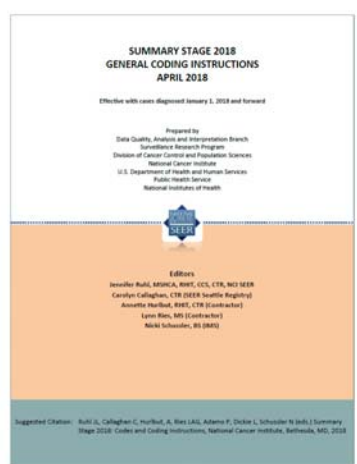 SUMMARY STAGE 2018
GENERAL CODING INSTRUCTIONS
APRIL 2018
Effective with cases diagnosed January 1, 2018 and forward
Prepared by
Data Quality, Analysis and Interpretation Branch
Surveillance Research Program
Division of Cancer Control and Population Sciences
National Cancer Institute
U.S. Department of Health and Human Services
Public Health Service
National Institutes of Health
SEER
Editors
Jennifer Ruhl, MSHCA, RHIT, CCS, CTR, NCI SEER
Carolyn Callaghan, CTR (SEER Seattle Registry)
Annette Hurlbut, RHIT, CTR (Contractor)
Lynn Ries, MS (Contractor)
Nicki Schussler, BS (IMS)
Suggested Citation: Ruhl JL, Callaghan C, Hurlbut, A, Ries LAG, Adamo P, Dickie L, Schussler N (eds.) Summary
Stage 2018: Codes and Coding Instructions, National Cancer Institute, Bethesda, MD, 2018